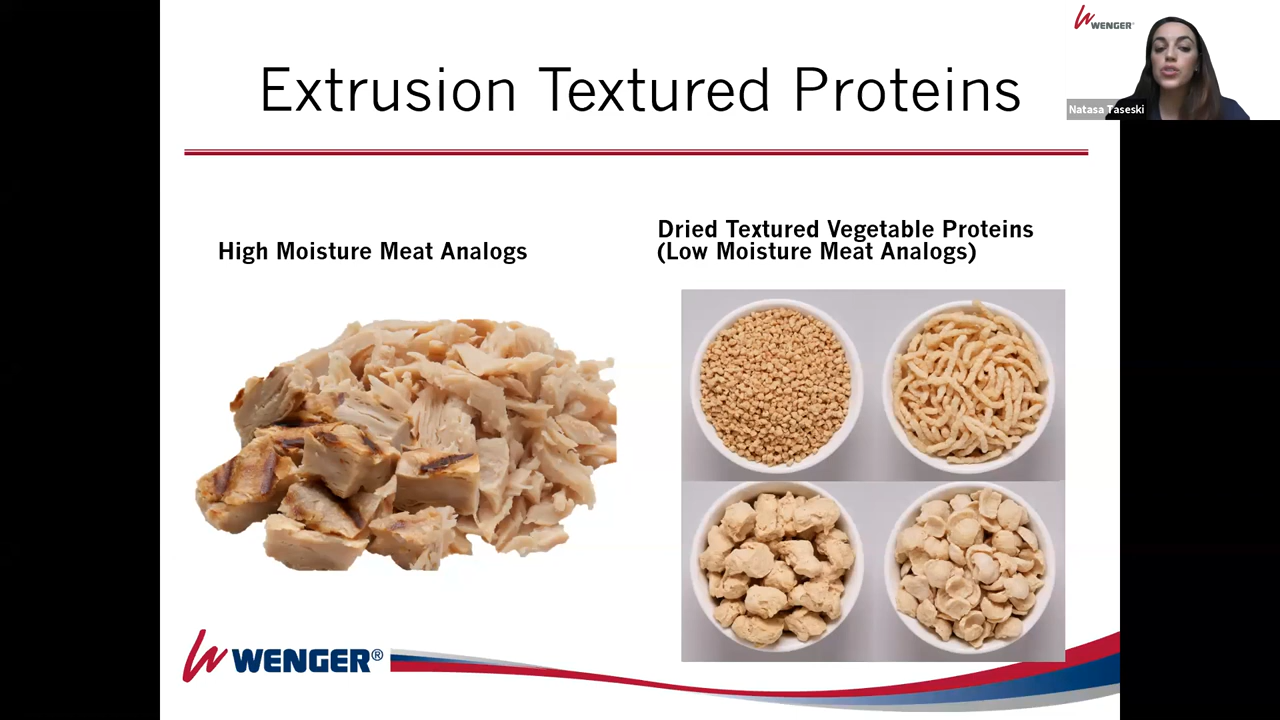 WENGER®
Natasa Taseski
Extrusion Textured Proteins
High Moisture Meat Analogs
Dried Textured Vegetable Proteins
(Low Moisture Meat Analogs)
WENGER®